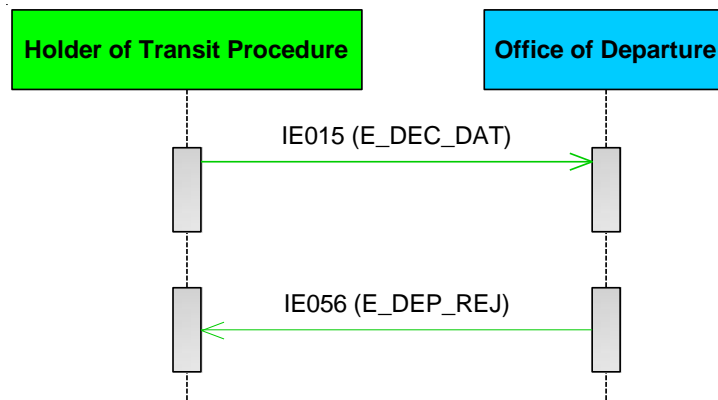 Holder of Transit Procedure
Office of Departure
IE015 (E_DEC_DAT)
IE056 (E_DEP_REJ)